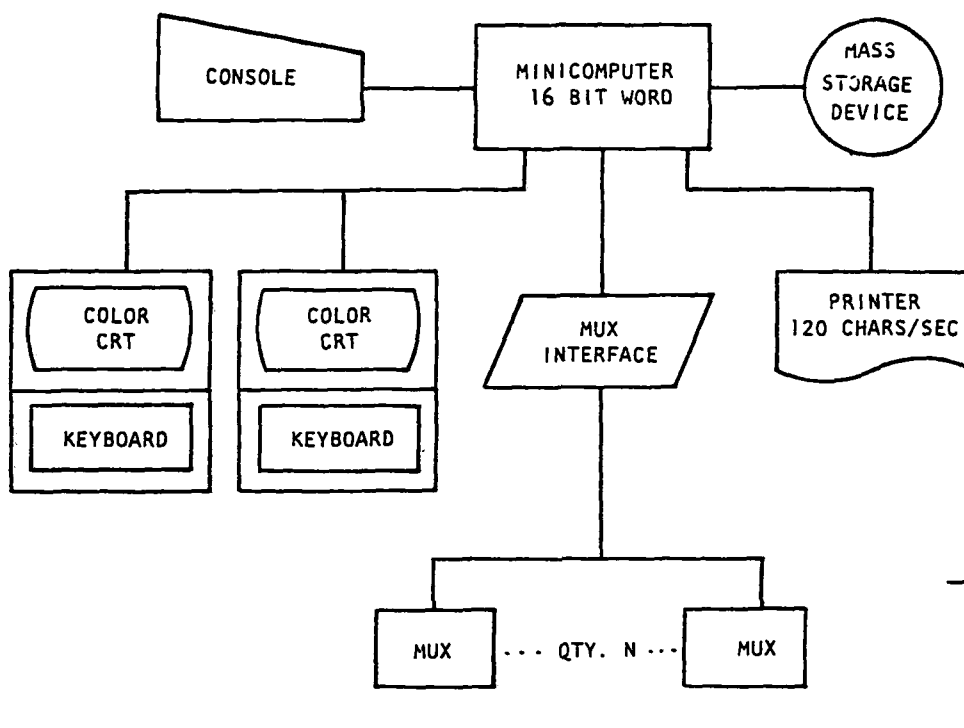 CONSOLE
MINICOMPUTER
16 BIT WORD
MASS
STORAGE
DEVICE
COLOR
CRT
COLOR
CRT
MUX
INTERFACE
PRINTER
120 CHARS/SEC
KEYBOARD
KEYBOARD
MUX
... QTY. N ...
MUX